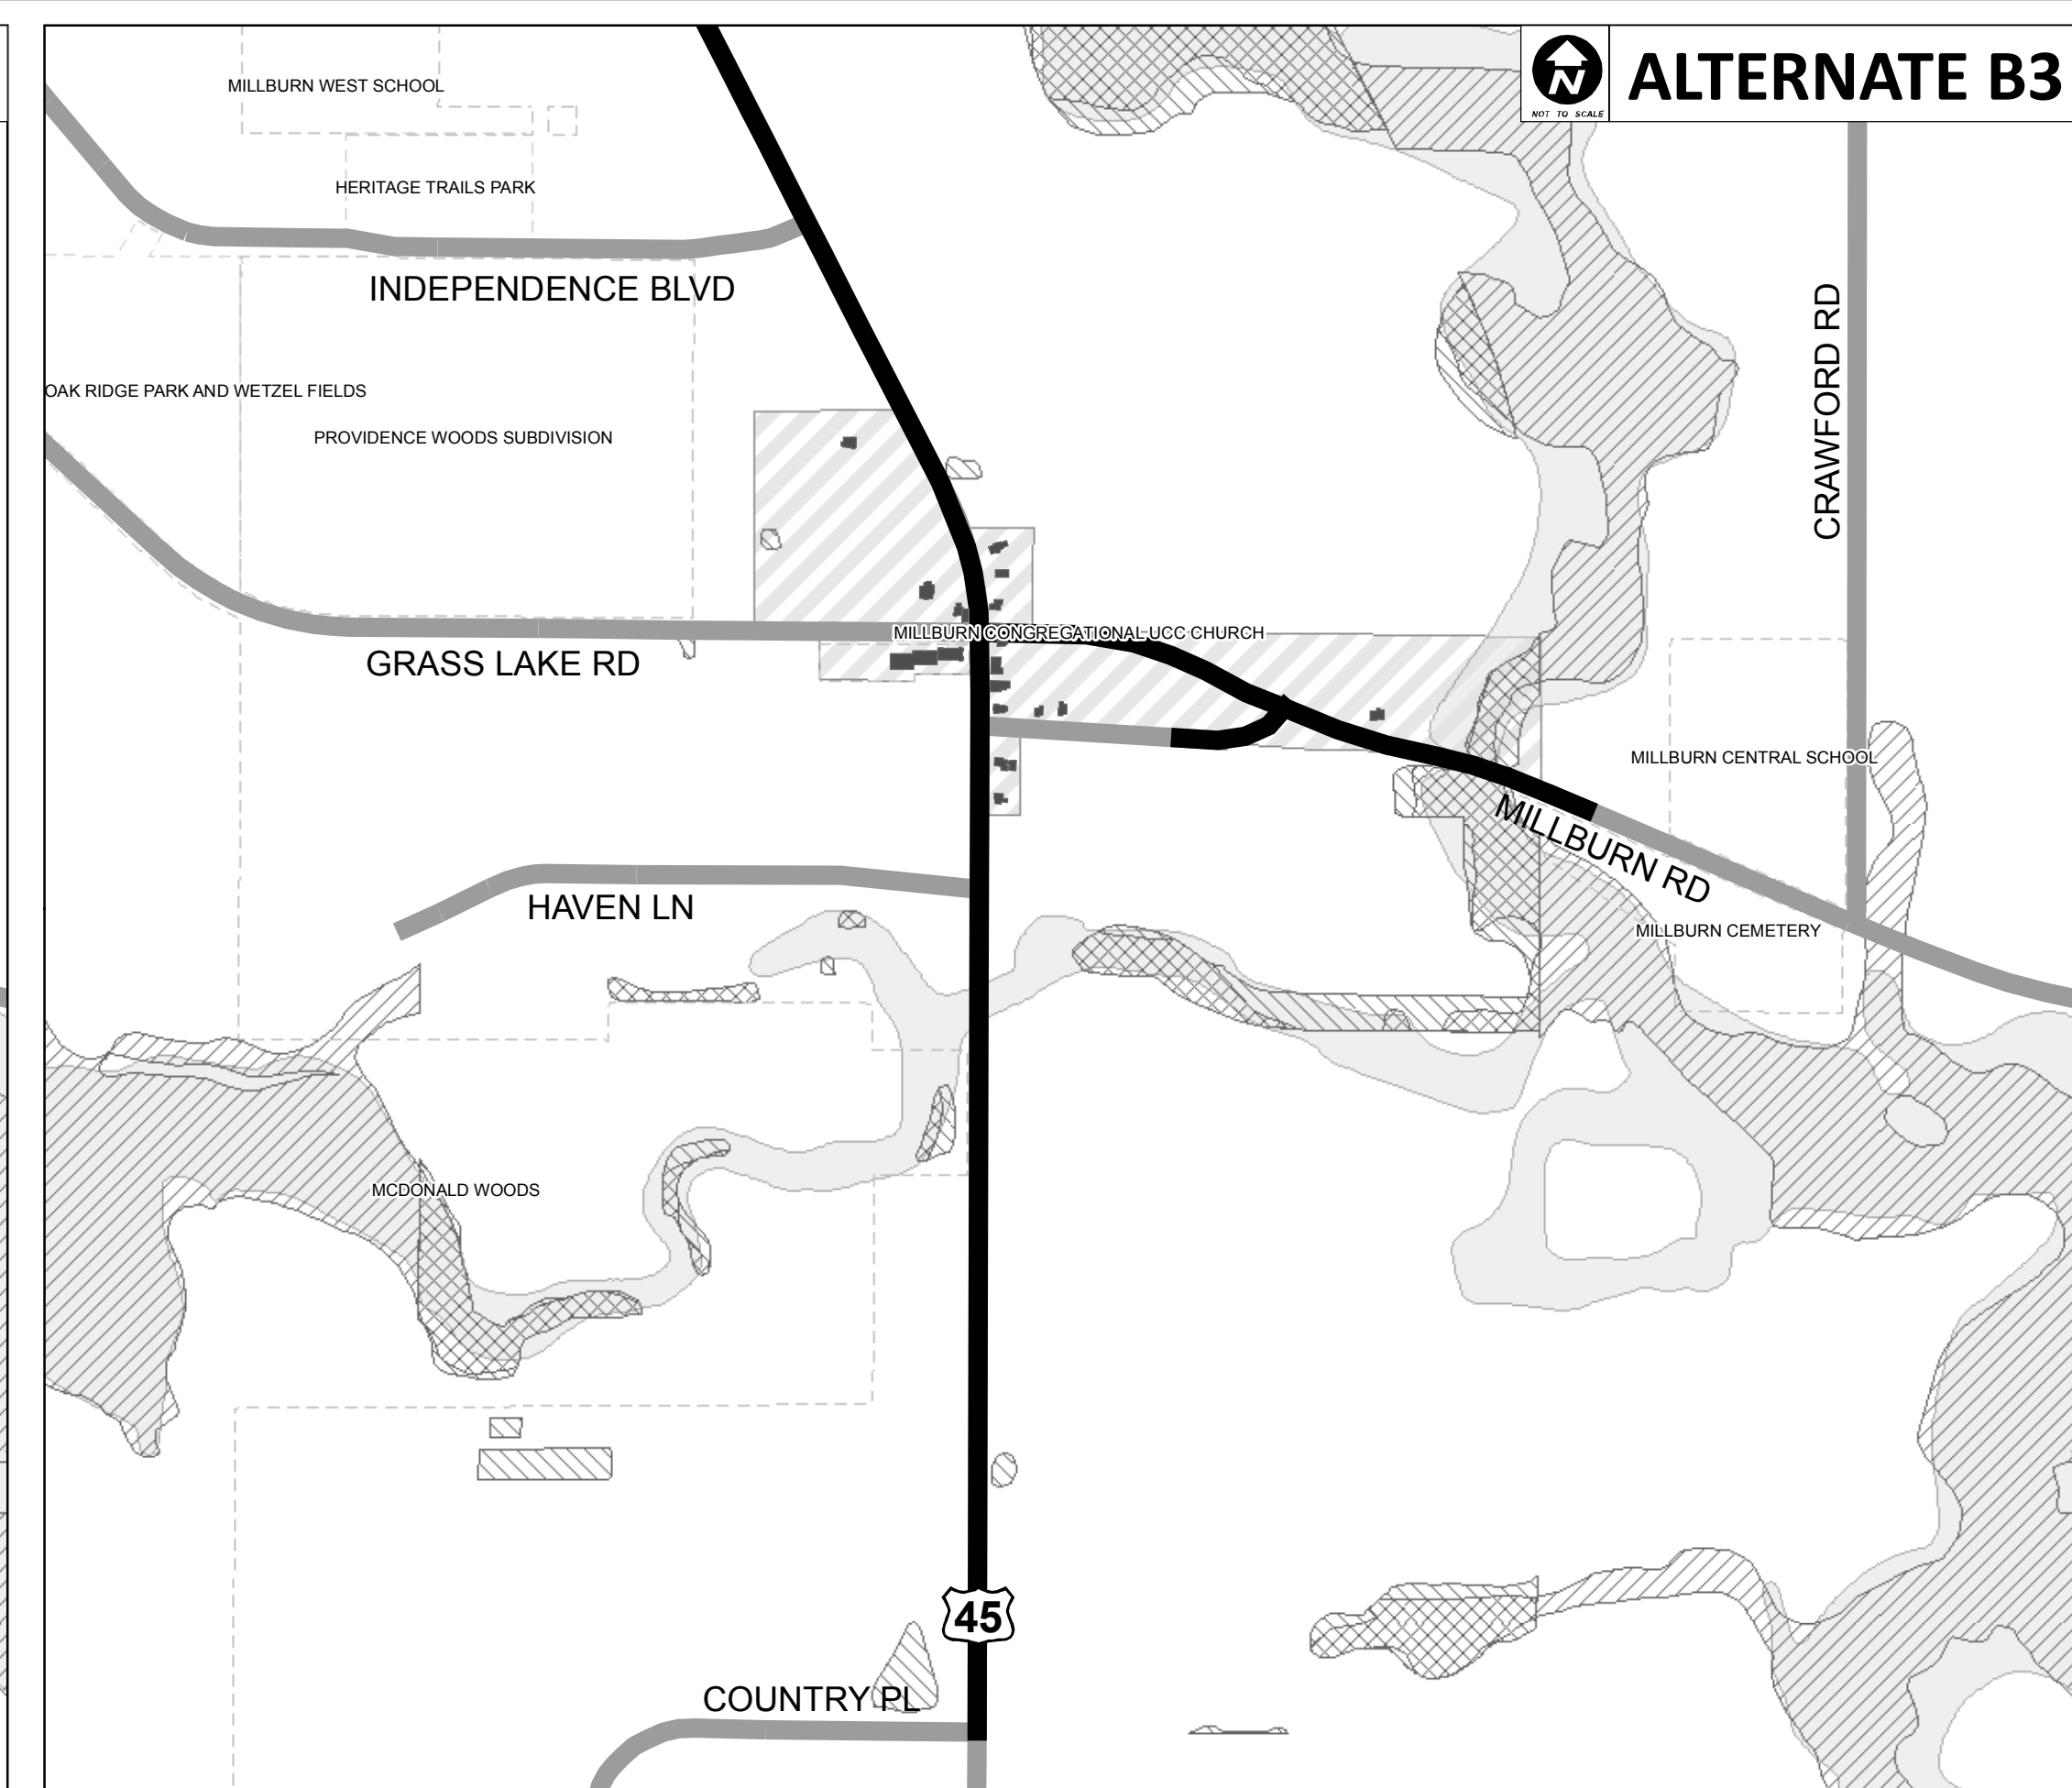 MILLBURN WEST SCHOOL
N
NOT TO SCALE
ALTERNATE B3
HERITAGE TRAILS PARK
INDEPENDENCE BLVD
CRAWFORD RD
OAK RIDGE PARK AND WETZEL FIELDS
PROVIDENCE WOODS SUBDIVISION
MILLBURN CONGREGATIONAL UCC CHURCH
GRASS LAKE RD
MILLBURN CENTRAL SCHOOL
MILLBURN RD
HAVEN LN
MILLBURN CEMETERY
MCDONALD WOODS
45
COUNTRY PL